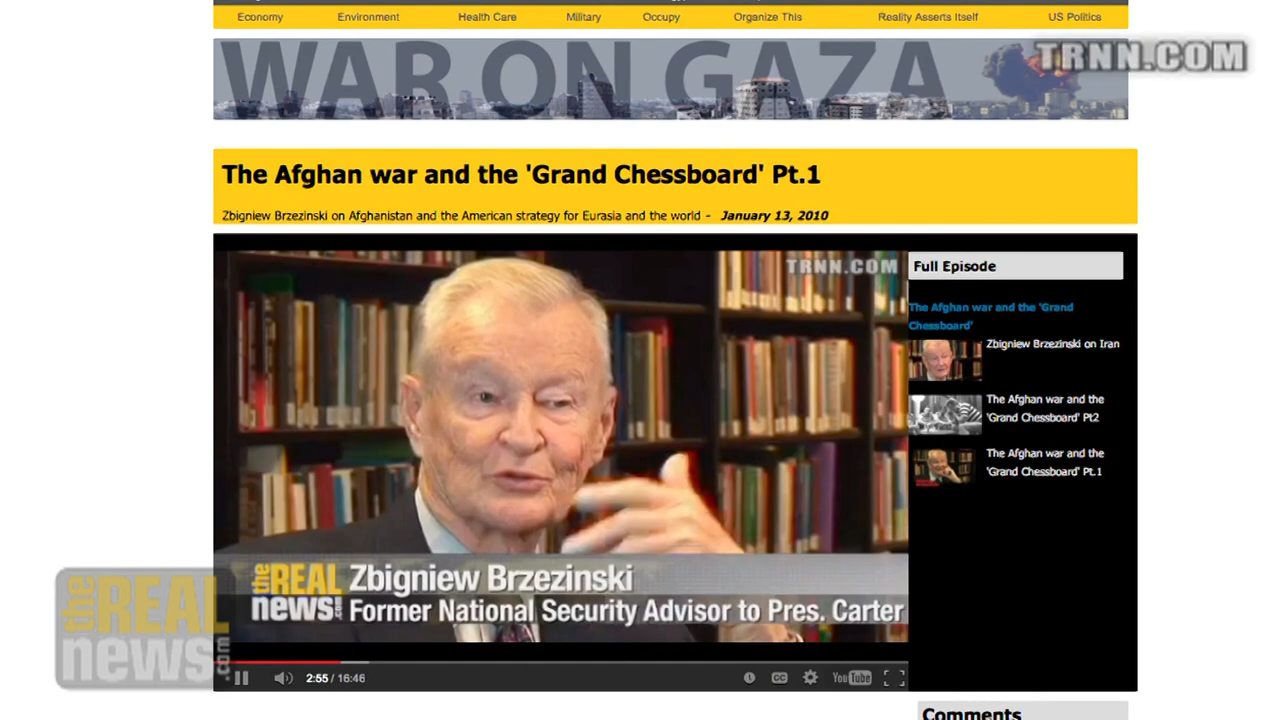 Economy Environment Health Care Military Occupy Organize This Reality Asserts Itself US Politics
WAR ON GAZA
TRNN.COM
The Afghan war and the 'Grand Chessboard' Pt.1
Zbigniew Brzezinski on Afghanistan and the American strategy for Eurasia and the world - January 13, 2010
TRNN.COM
Full Episode
The Afghan war and the 'Grand
Chessboard'
Zbigniew Brzezinski on Iran
The Afghan war and the
'Grand Chessboard' Pt2
The Afghan war and the
'Grand Chessboard' Pt.1
the REAL news.com
Zbigniew Brzezinski
Former National Security Advisor to Pres. Carter
the REAL
news.com
2:55 / 16:46
CC
YouTube
Comments